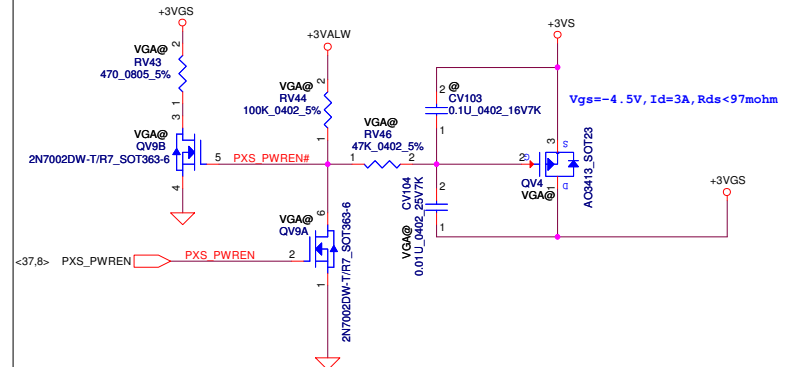 +3VGS
VGA@
RV43
470_0805_5%
2
1
3
VGA@
QV9B
2N7002DW-T/R7_SOT363-6
5
PXS_PWREN#
4
+3VALW
2
VGA@
RV44
100K_0402_5%
1
VGA@
RV46
47K_0402_5%
1
2
6
VGA@
QV9A
2
1
2N7002DW-T/R7_SOT363-6
<37,8>
PXS_PWREN
PXS_PWREN
+3VS
@
2
CV103
0.1U_0402_16V7K
1
2
CV104
VGA@
0.01U_0402_25V7K
1
Vgs=-4.5V,Id=3A,Rds<97mohm
3
S
2
G
QV4
VGA@
1
D
AO3413_SOT23
+3VGS